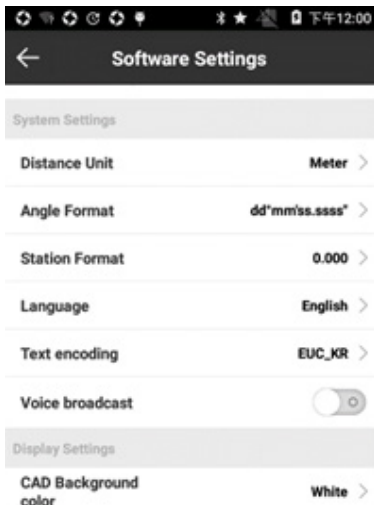 下午12:00
Software Settings
System Settings
Distance Unit Meter
Angle Format dd°mm'ss.ssss"
Station Format 0.000
Language English
Text encoding EUC_KR
Voice broadcast
Display Settings
CAD Background White
color